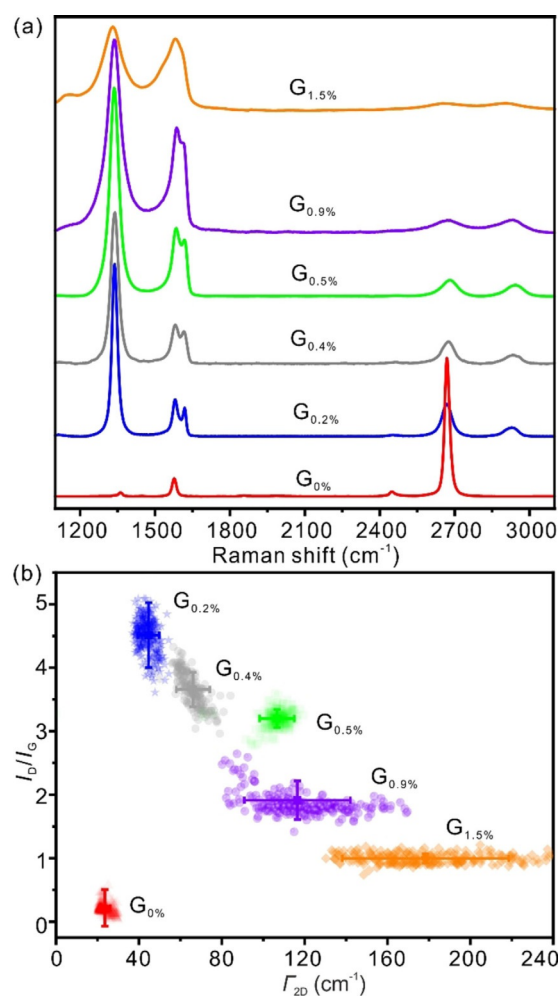 (a)
G1.5%
G0.9%
G0.5%
G0.4%
G0.2%
G0%
1200 1500 1800 2100 2400 2700 3000
Raman shift (cm-1)
(b)
5
4
3
2
1
0
ID/IG
G0.2%
G0.4%
G0.5%
G0.9%
G1.5%
G0%
0 40 80 120 160 200 240
Γ2D (cm-1)